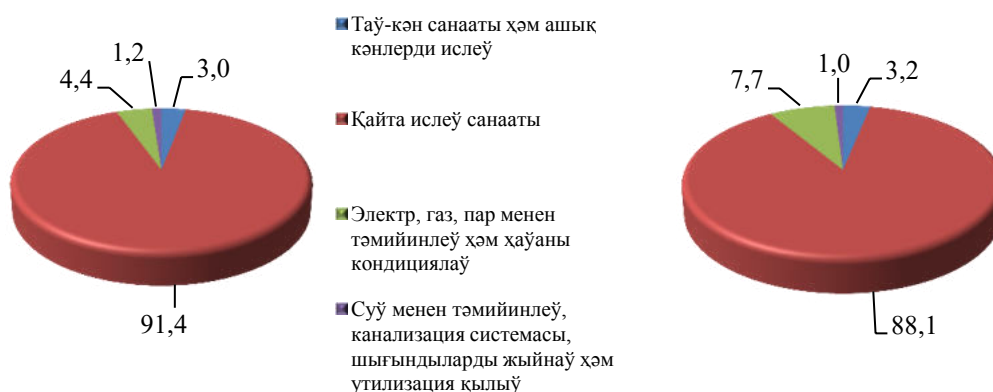 1,2
4,4
3,0
91,4
Таў-кән санааты ҳәм ашық
кәнлерди ислеў
Қайта ислеў санааты
Электр, газ, пар менен
тәмийинлеў ҳәм ҳаўаны
кондициялаў
Суў менен тәмийинлеў,
канализация системасы,
шығындыларды жыйнаў ҳәм
утилизация қылыў
7,7
1,0
3,2
88,1